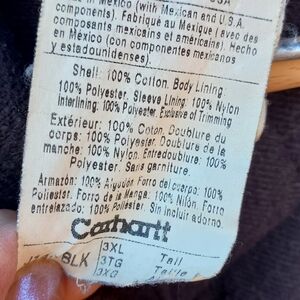 in Mexico (with Mexican and U.S.A.
components). Fabriqué au Mexique (avec des
composants mexicains et américains). Hecho
en México (con componentes mexicanos
y estadounidenses).
Shell: 100% Cotton. Body Lining:
100% Polyester. Sleeve Lining: 100% Nylon
Interlining: 100% Polyester. Exclusive of Trimming
Extérieur: 100% Coton. Doublure du
corps: 100% Polyester. Doublure de la
manche: 100% Nylon. Entredoublure: 100%
Polyester. Sans garniture.
Armazón: 100% Algodón Forro del cuerpo: 100%
Poliester. Forro de la Manga: 100% Nilón. Forro
entrelazado: 100% Poliéster. Sin incluir adorno.
Carhartt
BLK
3XL Tall
3TG
3XG